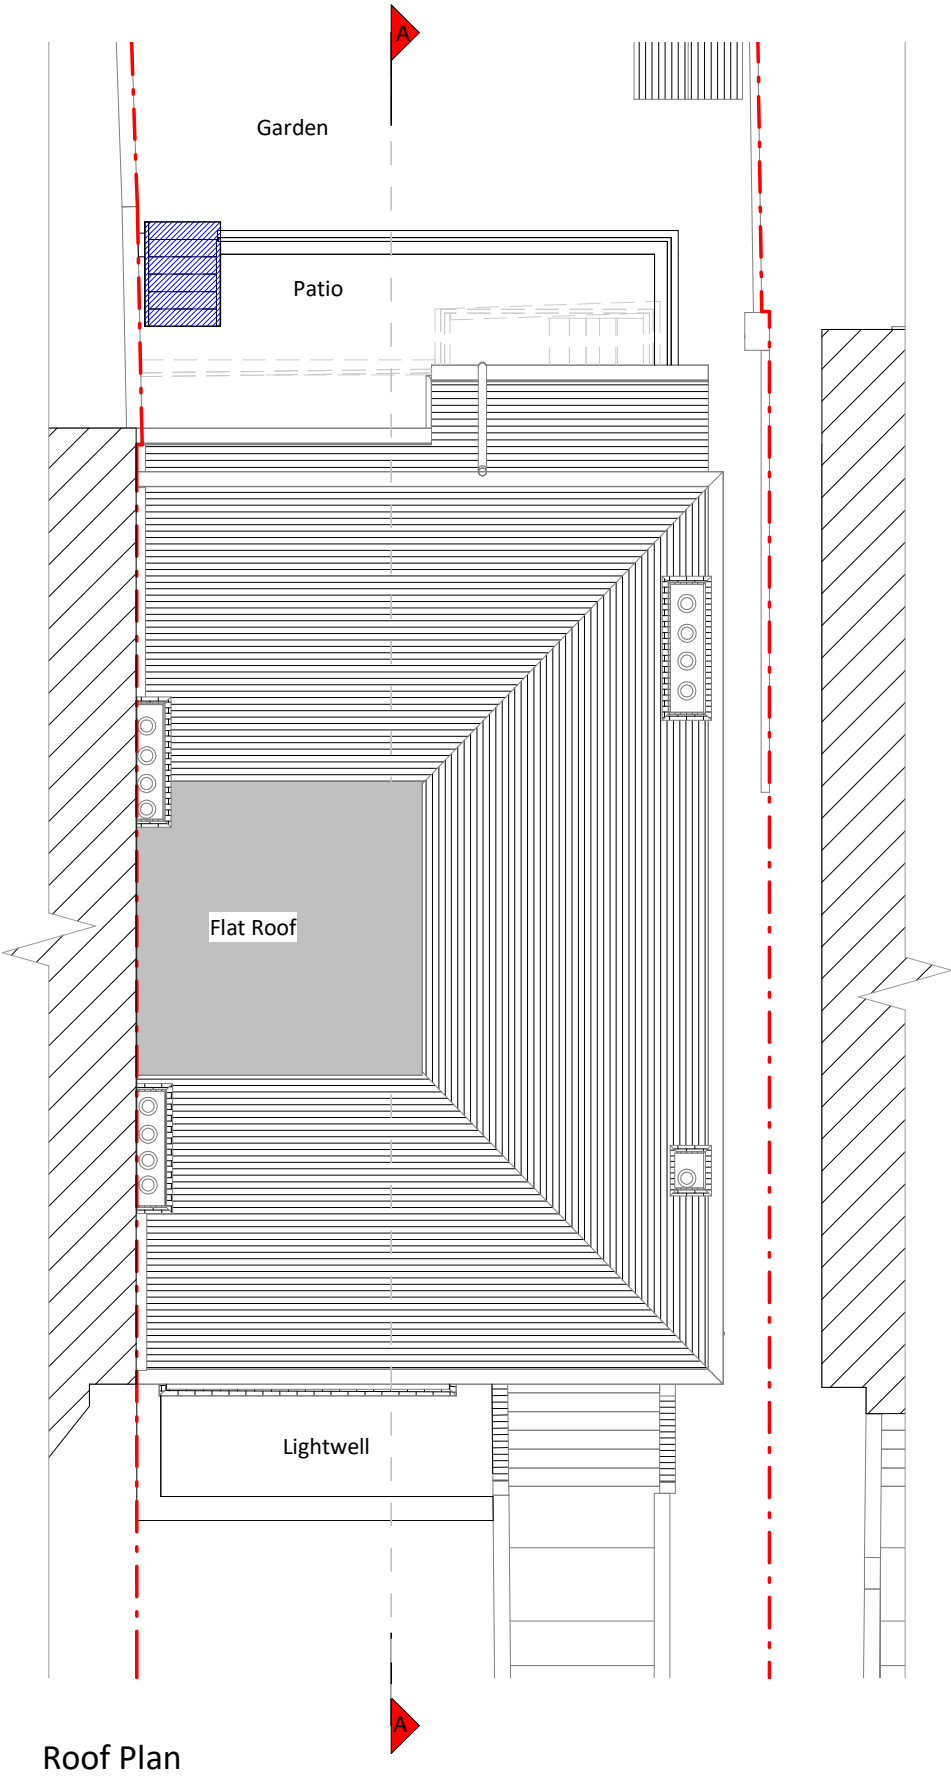 A
Garden
Patio
Flat Roof
Lightwell
A
Roof Plan